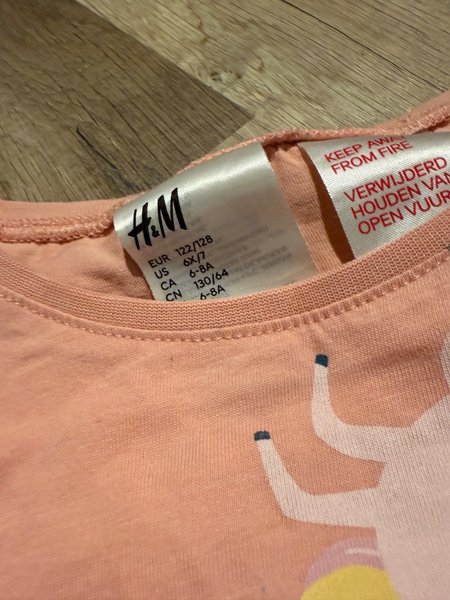 H&M
EUR 122/128
US 6X/7
CA 6-8A
CN 130/64
6-8A
KEEP AWAY
FROM FIRE
VERWIJDERD
HOUDEN VAN
OPEN VUUR